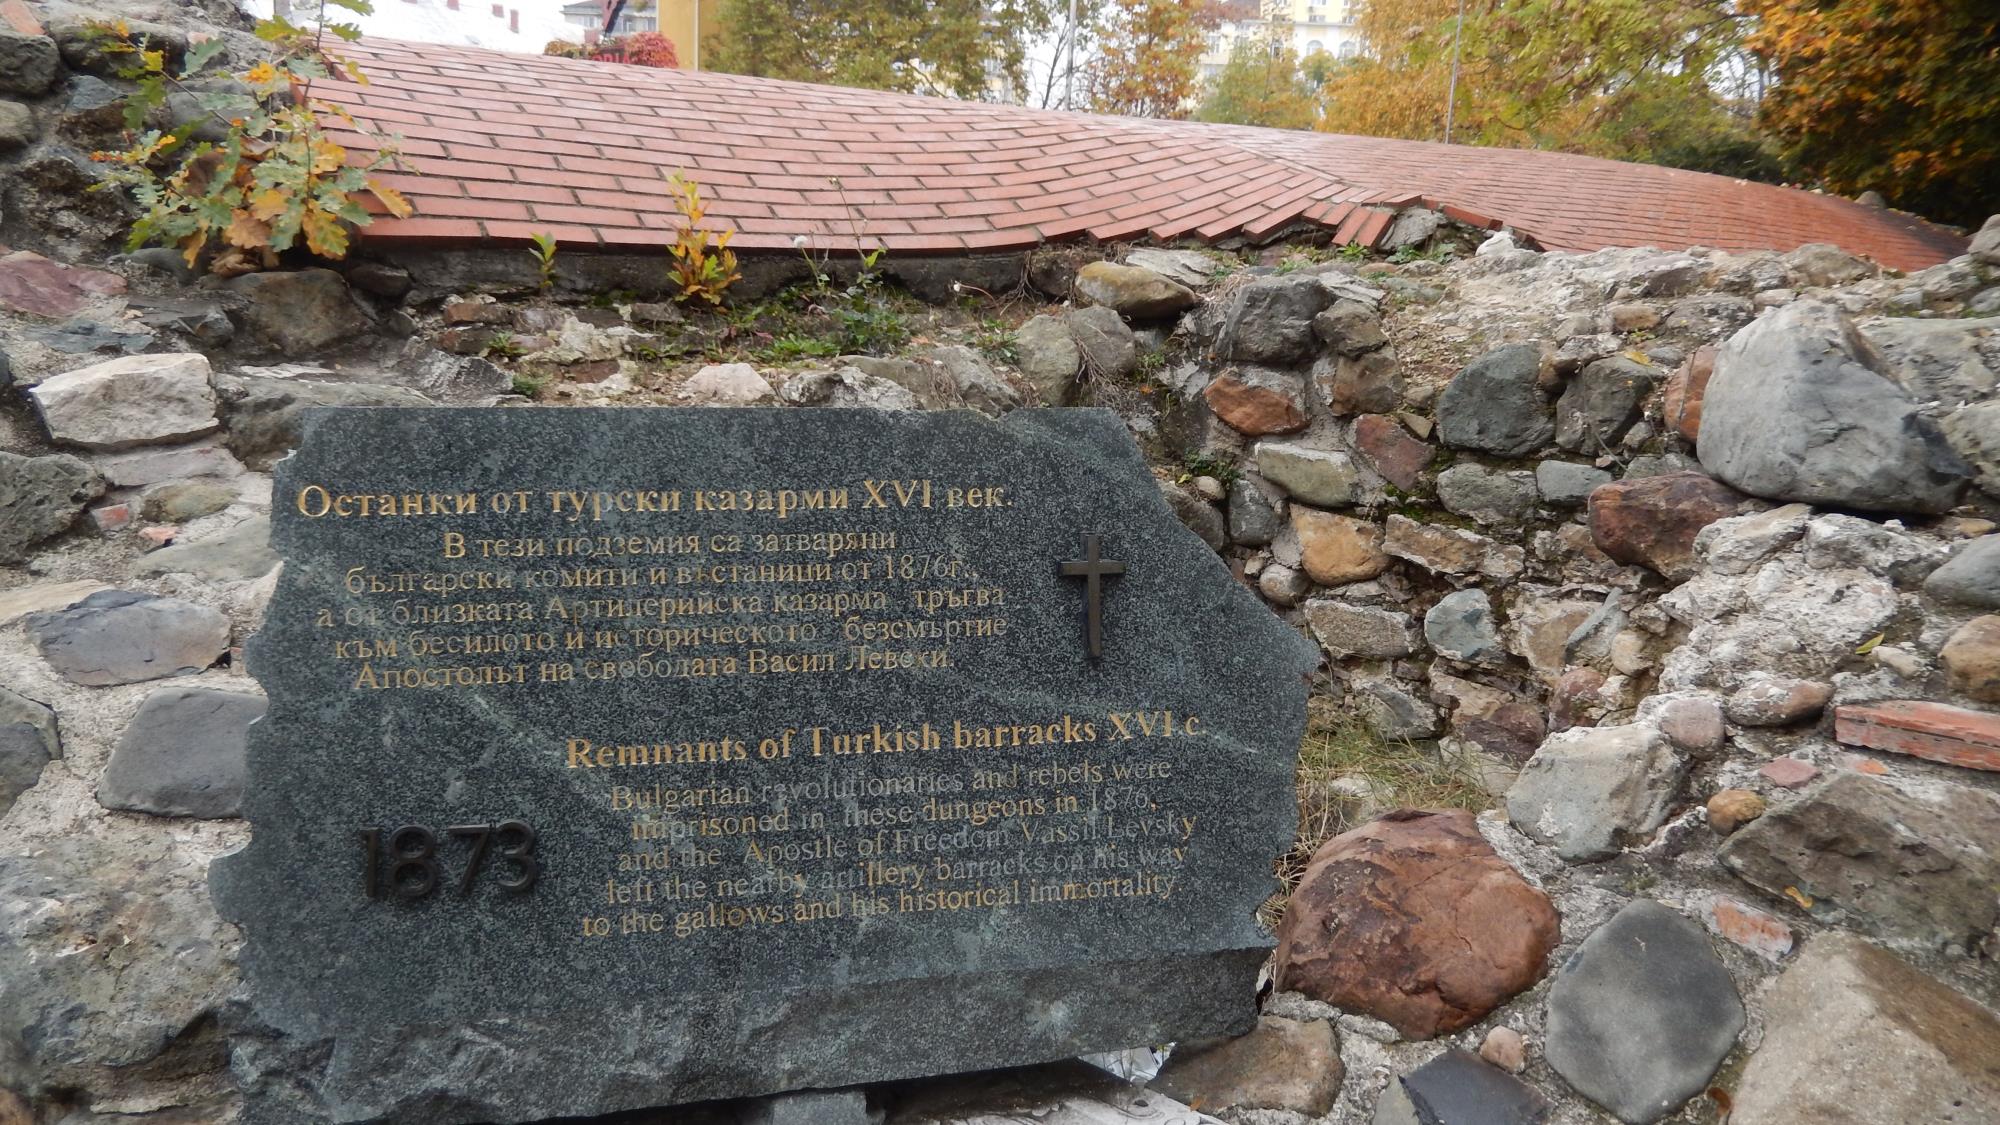 Останки от турски казарми XVI век.
В тези подземия са затваряни
български комити и въстаници от 1876г.,
а от близката Артилерийска казарма тръгва
към бесилото и историческото безсмъртие
Апостолът на свободата Васил Левски.
Remnants of Turkish barracks XVI c.
Bulgarian revolutionaries and rebels were
imprisoned in these dungeons in 1876,
and the Apostle of Freedom Vassil Levsky
left the nearby artillery barracks on his way
to the gallows and his historical immortality.
1873